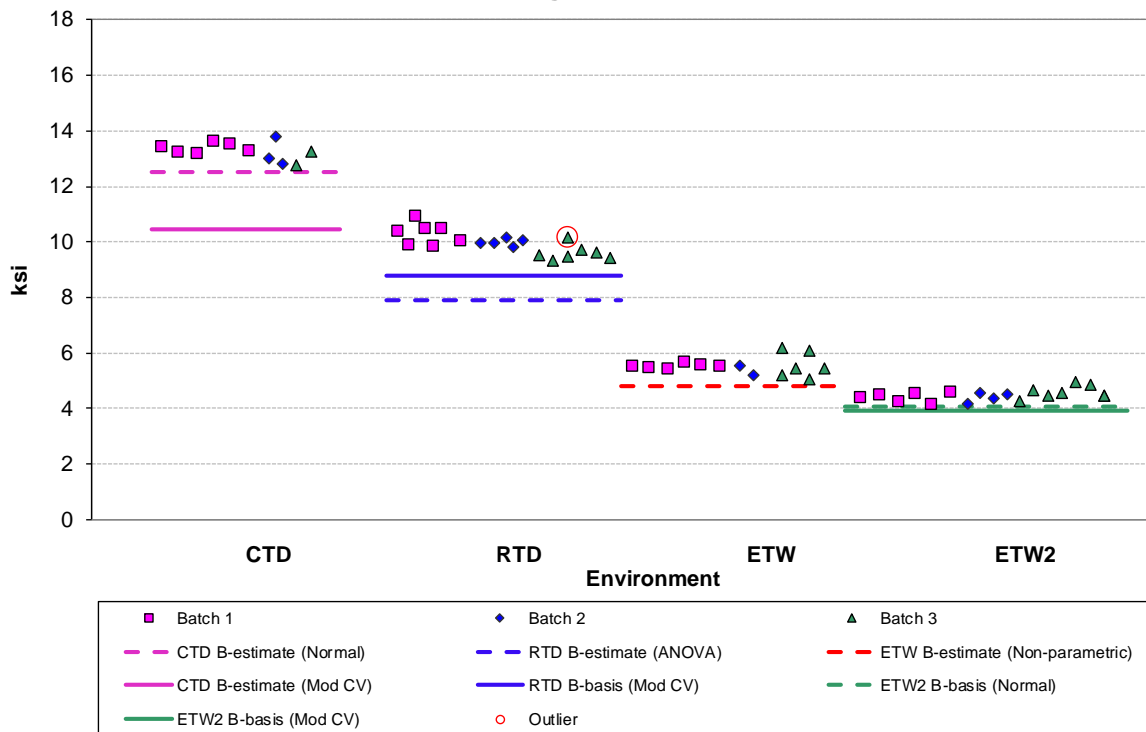 18
16
14
12
10
8
6
4
2
0
ksi
CTD RTD ETW ETW2
Environment
Batch 1 Batch 2 Batch 3
CTD B-estimate (Normal) RTD B-estimate (ANOVA) ETW B-estimate (Non-parametric)
CTD B-estimate (Mod CV) RTD B-basis (Mod CV) ETW2 B-basis (Normal)
ETW2 B-basis (Mod CV) Outlier